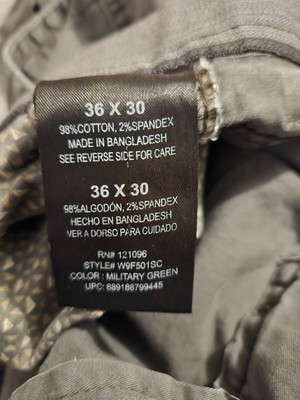 36 X 30
98%COTTON, 2%SPANDEX
MADE IN BANGLADESH
SEE REVERSE SIDE FOR CARE
36 X 30
98%ALGODÓN, 2%SPANDEX
HECHO EN BANGLADESH
VER A DORSO PARA CUIDADO
RN# 121096
STYLE# W9F501SC
COLOR : MILITARY GREEN
UPC: 889186799445